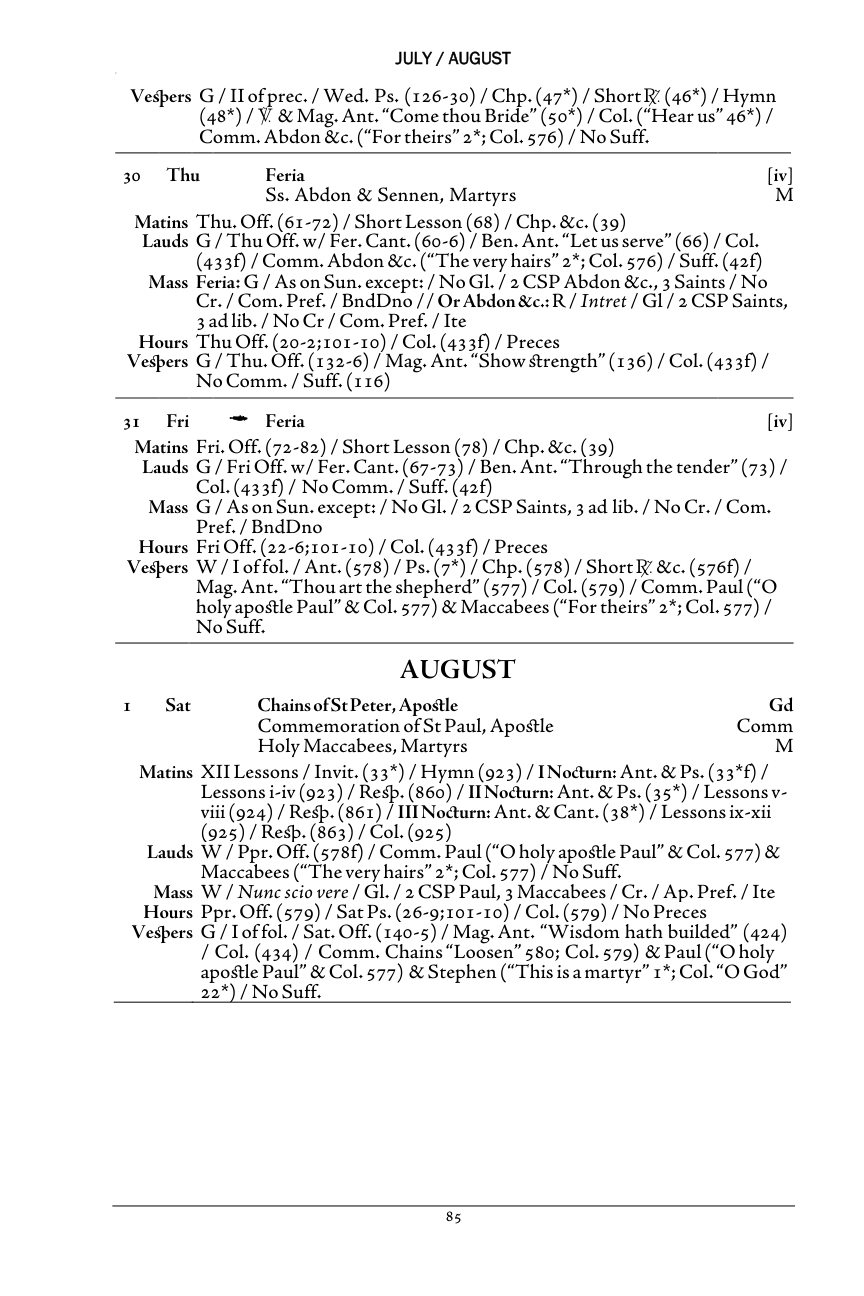 JULY / AUGUST
Vespers G / II of prec. / Wed. Ps. (126-30) / Chp. (47*) / Short ℟. (46*) / Hymn
(48*) / ℣. & Mag. Ant. “Come thou Bride” (50*) / Col. (“Hear us” 46*) /
Comm. Abdon &c. (“For theirs” 2*; Col. 576) / No Suff.
30 Thu Feria [iv]
Ss. Abdon & Sennen, Martyrs M
Matins Thu. Off. (61-72) / Short Lesson (68) / Chp. &c. (39)
Lauds G / Thu Off. w/ Fer. Cant. (60-6) / Ben. Ant. “Let us serve” (66) / Col.
(433f) / Comm. Abdon &c. (“The very hairs” 2*; Col. 576) / Suff. (42f)
Mass Feria: G / As on Sun. except: / No Gl. / 2 CSP Abdon &c., 3 Saints / No
Cr. / Com. Pref. / BndDno // Or Abdon &c.: R / Intret / Gl / 2 CSP Saints,
3 ad lib. / No Cr / Com. Pref. / Ite
Hours Thu Off. (20-2;101-10) / Col. (433f) / Preces
Vespers G / Thu. Off. (132-6) / Mag. Ant. “Show strength” (136) / Col. (433f) /
No Comm. / Suff. (116)
31 Fri Feria [iv]
Matins Fri. Off. (72-82) / Short Lesson (78) / Chp. &c. (39)
Lauds G / Fri Off. w/ Fer. Cant. (67-73) / Ben. Ant. “Through the tender” (73) /
Col. (433f) / No Comm. / Suff. (42f)
Mass G / As on Sun. except: / No Gl. / 2 CSP Saints, 3 ad lib. / No Cr. / Com.
Pref. / BndDno
Hours Fri Off. (22-6;101-10) / Col. (433f) / Preces
Vespers W / I of fol. / Ant. (578) / Ps. (7*) / Chp. (578) / Short ℟. &c. (576f) /
Mag. Ant. “Thou art the shepherd” (577) / Col. (579) / Comm. Paul (“O
holy apostle Paul” & Col. 577) & Maccabees (“For theirs” 2*; Col. 577) /
No Suff.
AUGUST
1 Sat Chains of St Peter, Apostle Gd
Commemoration of St Paul, Apostle Comm
Holy Maccabees, Martyrs M
Matins XII Lessons / Invit. (33*) / Hymn (923) / I Nocturn: Ant. & Ps. (33*f) /
Lessons i-iv (923) / Resp. (860) / II Nocturn: Ant. & Ps. (35*) / Lessons v-
viii (924) / Resp. (861) / III Nocturn: Ant. & Cant. (38*) / Lessons ix-xii
(925) / Resp. (863) / Col. (925)
Lauds W / Ppr. Off. (578f) / Comm. Paul (“O holy apostle Paul” & Col. 577) &
Maccabees (“The very hairs” 2*; Col. 577) / No Suff.
Mass W / Nunc scio vere / Gl. / 2 CSP Paul, 3 Maccabees / Cr. / Ap. Pref. / Ite
Hours Ppr. Off. (579) / Sat Ps. (26-9;101-10) / Col. (579) / No Preces
Vespers G / I of fol. / Sat. Off. (140-5) / Mag. Ant. “Wisdom hath builded” (424)
/ Col. (434) / Comm. Chains “Loosen” 580; Col. 579) & Paul (“O holy
apostle Paul” & Col. 577) & Stephen (“This is a martyr” 1*; Col. “O God”
22*) / No Suff.
85